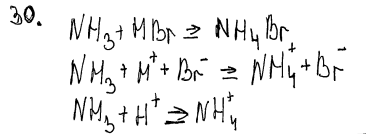 30.
NH₃ + HBr ⇄ NH₄Br
NH₃ + H⁺ + Br⁻ ⇄ NH₄⁺ + Br⁻
NH₃ + H⁺ ⇄ NH₄⁺